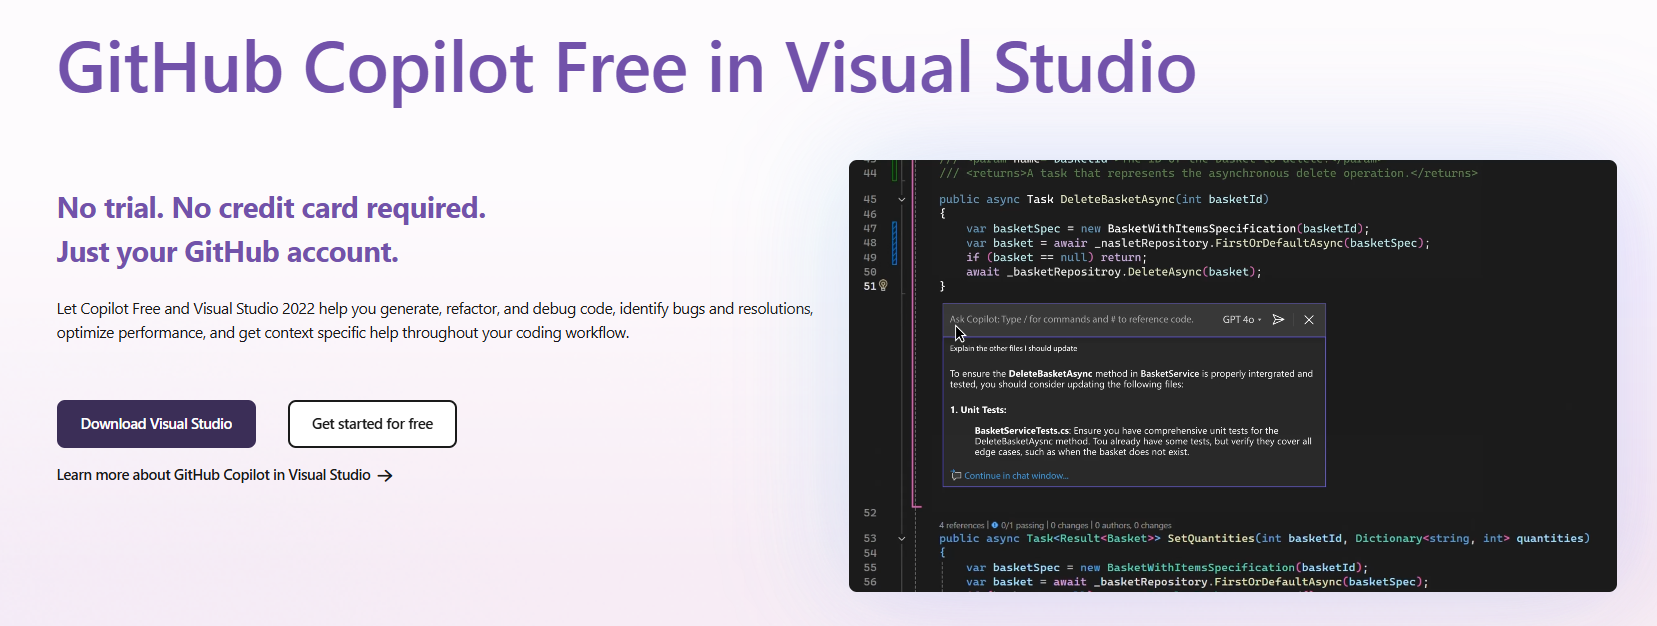 GitHub Copilot Free in Visual Studio
No trial. No credit card required.
Just your GitHub account.
Let Copilot Free and Visual Studio 2022 help you generate, refactor, and debug code, identify bugs and resolutions,
optimize performance, and get context specific help throughout your coding workflow.
Download Visual Studio
Get started for free
Learn more about GitHub Copilot in Visual Studio →
44 /// <returns>A task that represents the asynchronous delete operation.</returns>
45 public async Task DeleteBasketAsync(int basketId)
46 {
47 var basketSpec = new BasketWithItemsSpecification(basketId);
48 var basket = await _nasletRepository.FirstOrDefaultAsync(basketSpec);
49 if (basket == null) return;
50 await _basketRepositroy.DeleteAsync(basket);
51 }
Ask Copilot: Type / for commands and # to reference code. GPT 4o
Explain the other files I should update
To ensure the DeleteBasketAsync method in BasketService is properly intergrated and
tested, you should consider updating the following files:
1. Unit Tests:
BasketServiceTests.cs: Ensure you have comprehensive unit tests for the
DeleteBasketAysnc method. Tou already have some tests, but verify they cover all
edge cases, such as when the basket does not exist.
Continue in chat window...
52
4 references | 0/1 passing | 0 changes | 0 authors, 0 changes
53 public async Task<Result<Basket>> SetQuantities(int basketId, Dictionary<string, int> quantities)
54 {
55 var basketSpec = new BasketWithItemsSpecification(basketId);
56 var basket = await _basketRepository.FirstOrDefaultAsync(basketSpec);